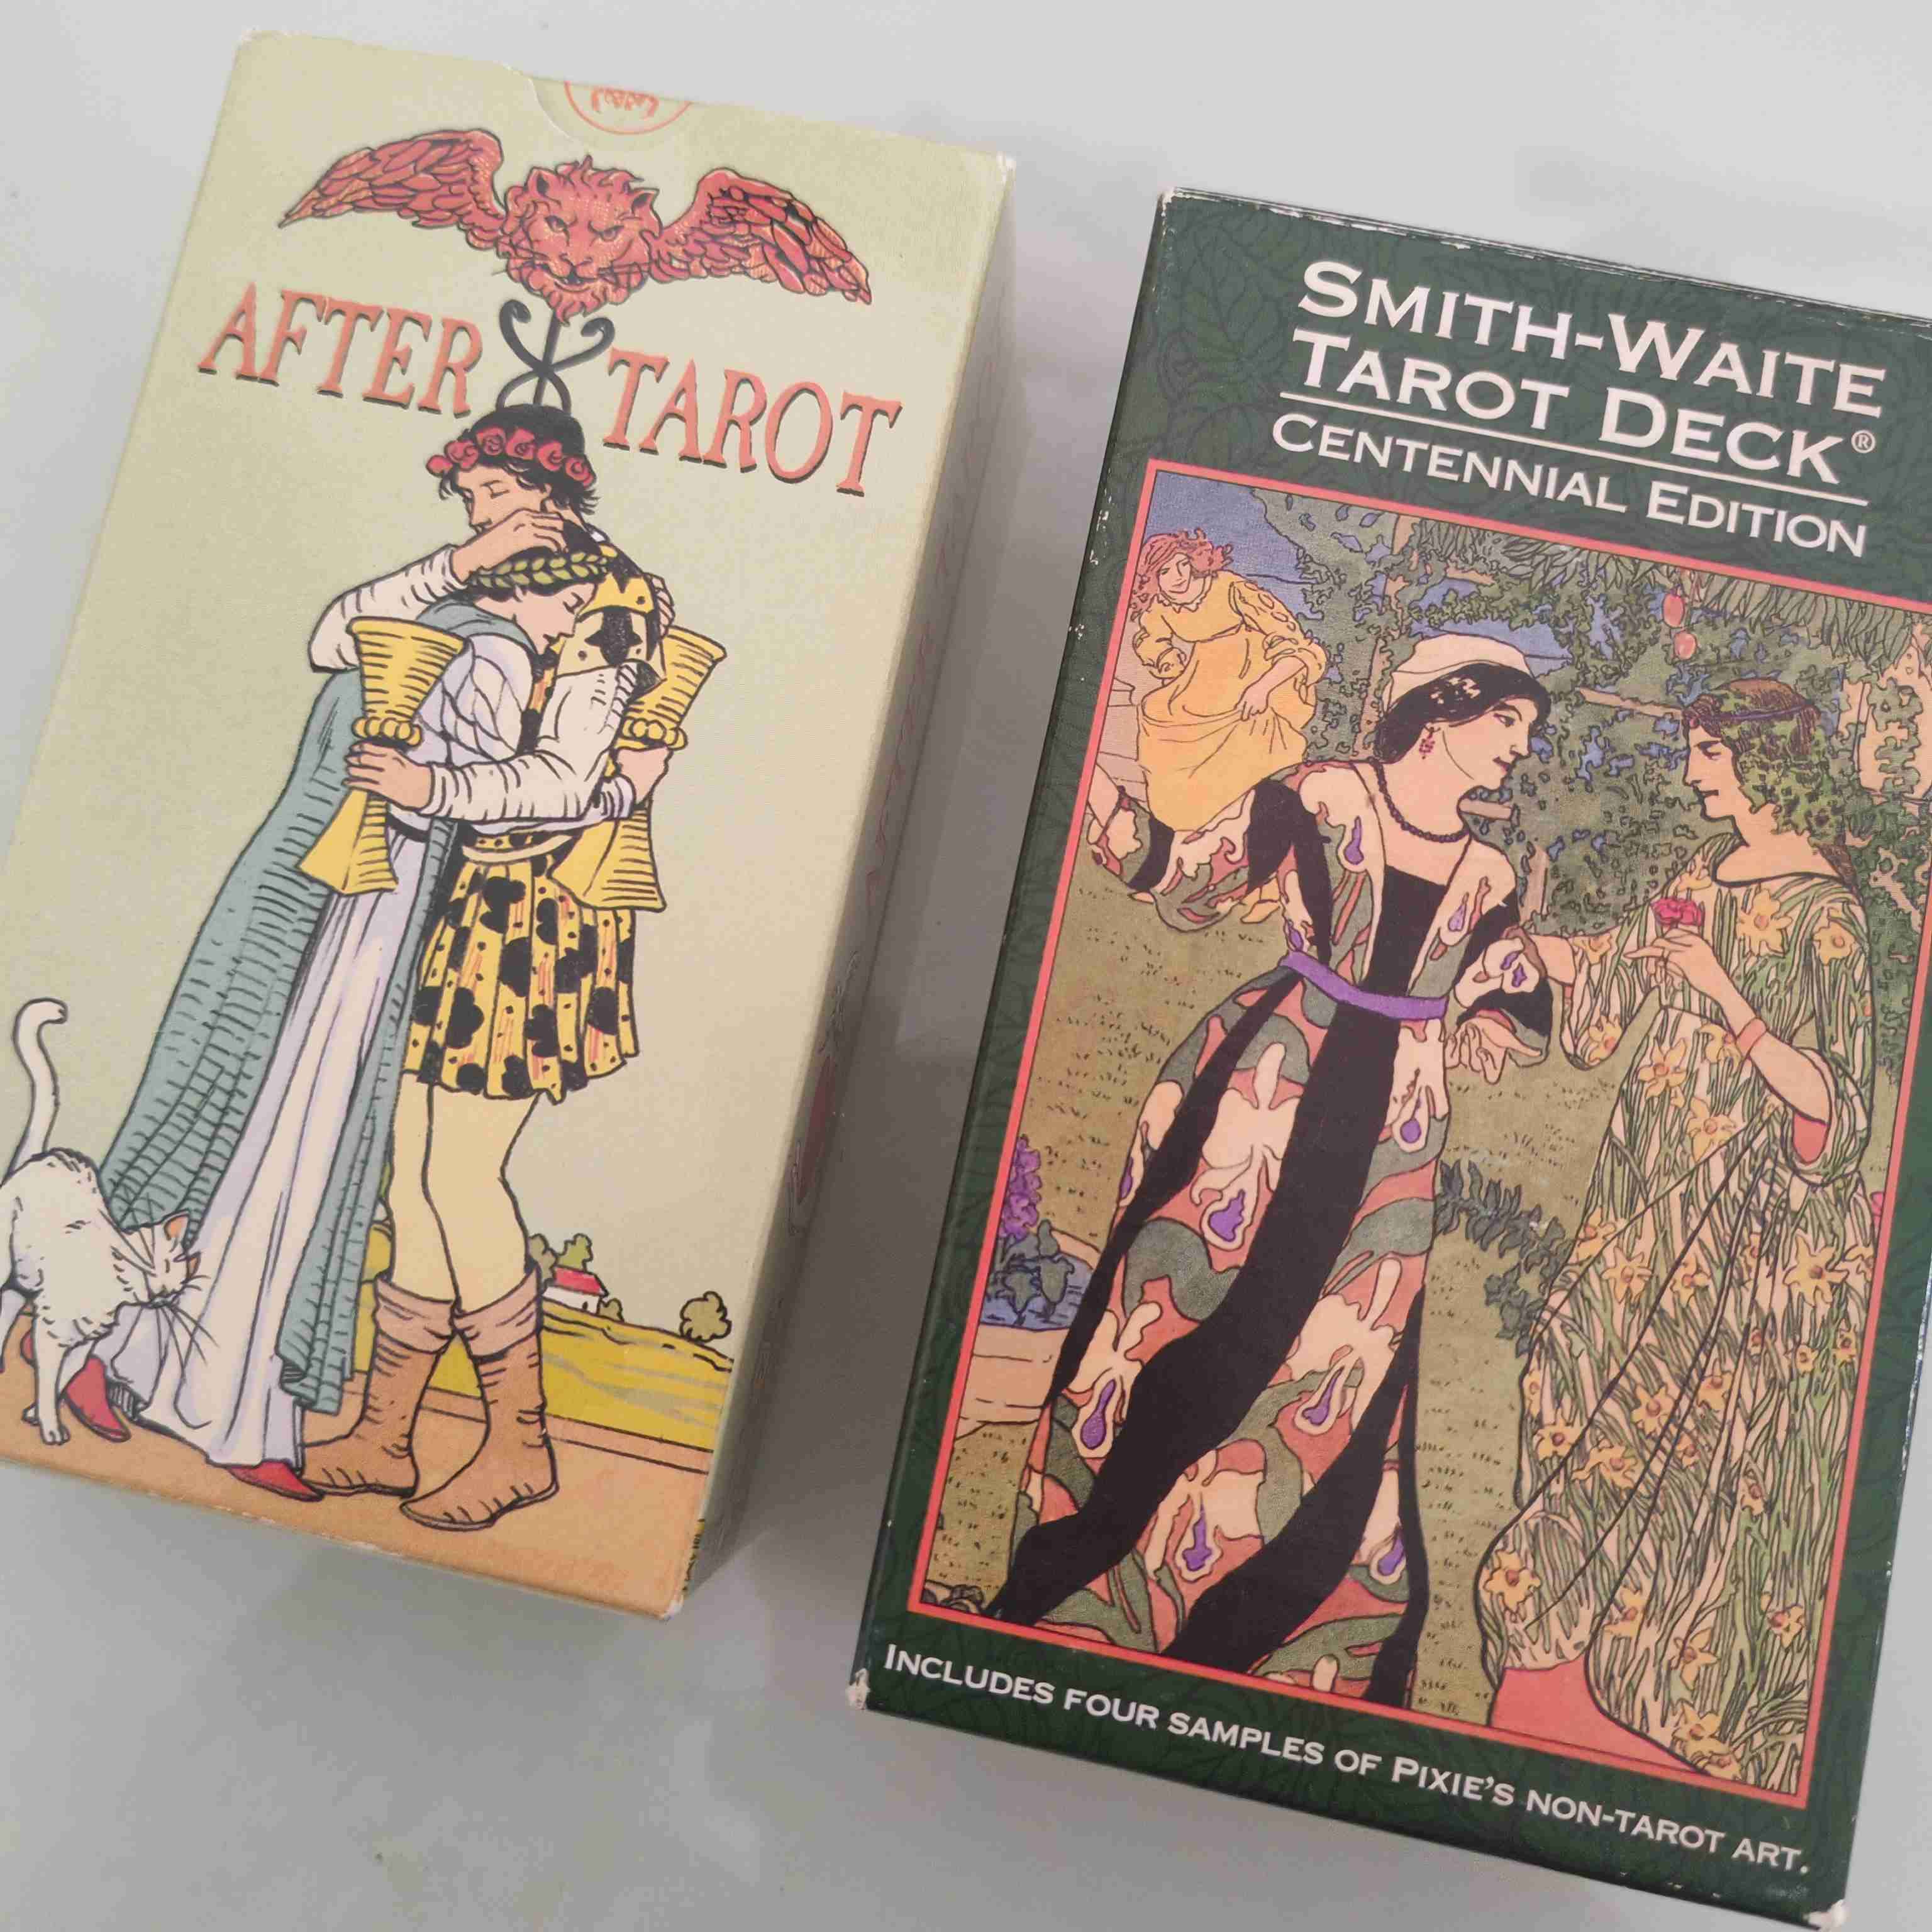 AFTER TAROT
SMITH-WAITE
TAROT DECK®
CENTENNIAL EDITION
INCLUDES FOUR SAMPLES OF PIXIE'S NON-TAROT ART.